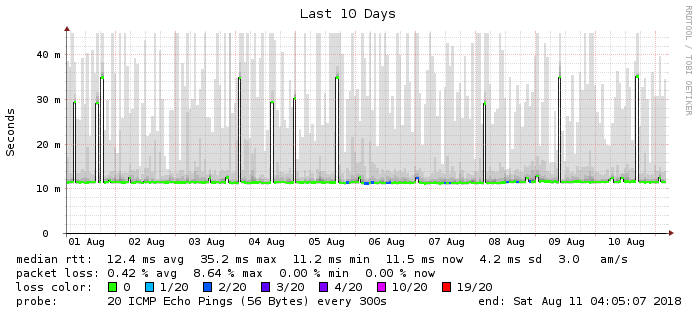 Last 10 Days
RRDTOOL / TOBI OETIKER
Seconds
40 m
30 m
20 m
10 m
0
01 Aug 02 Aug 03 Aug 04 Aug 05 Aug 06 Aug 07 Aug 08 Aug 09 Aug 10 Aug
median rtt: 12.4 ms avg 35.2 ms max 11.2 ms min 11.5 ms now 4.2 ms sd 3.0 am/s
packet loss: 0.42 % avg 8.64 % max 0.00 % min 0.00 % now
loss color: 0 1/20 2/20 3/20 4/20 10/20 19/20
probe: 20 ICMP Echo Pings (56 Bytes) every 300s end: Sat Aug 11 04:05:07 2018